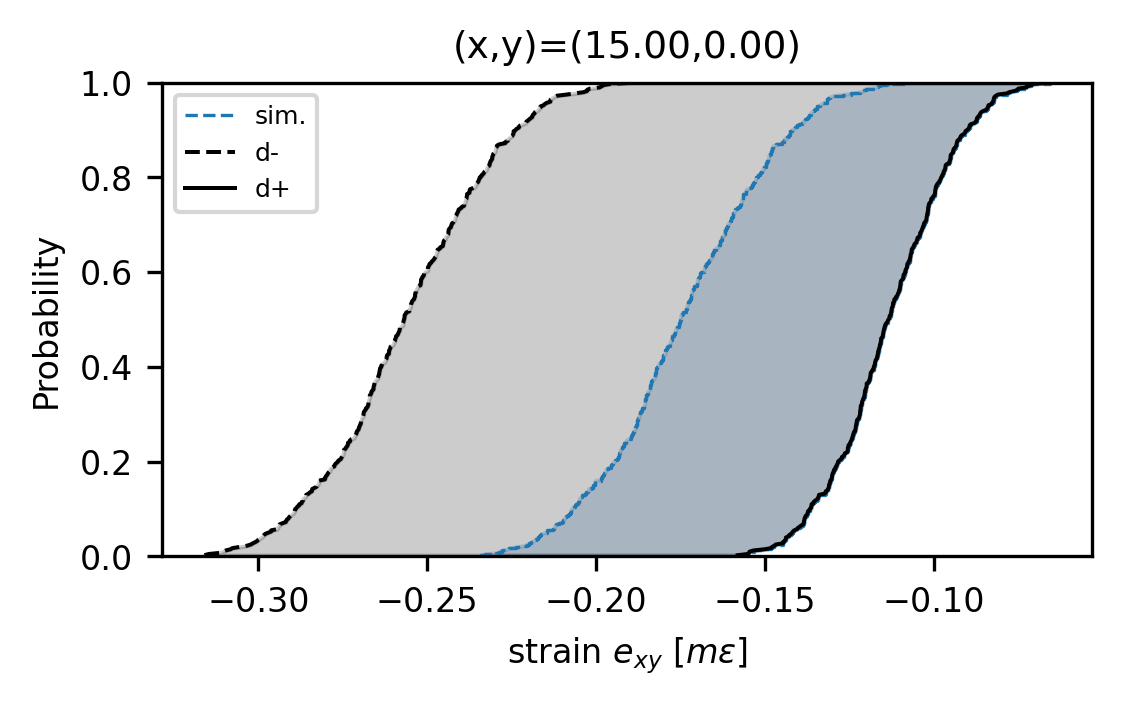 (x,y)=(15.00,0.00)
1.0
0.8
0.6
0.4
0.2
0.0
Probability
sim.
d-
d+
−0.30 −0.25 −0.20 −0.15 −0.10
strain e_{xy} [mε]